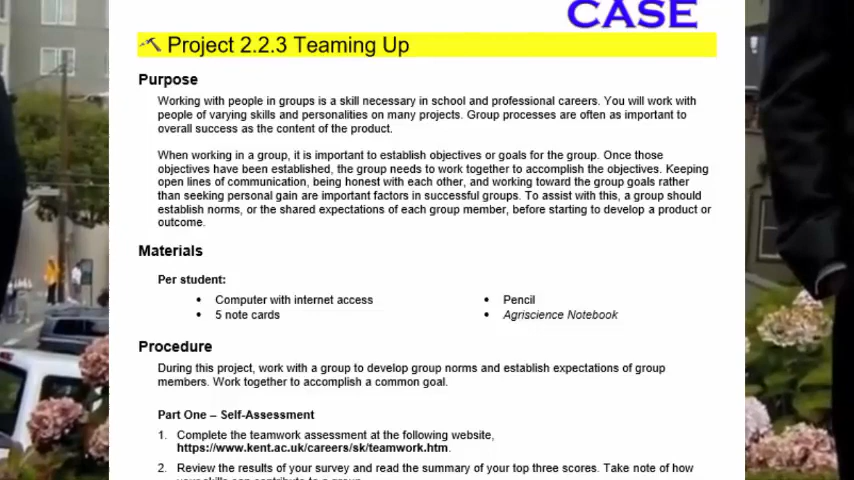 CASE
Project 2.2.3 Teaming Up
Purpose
Working with people in groups is a skill necessary in school and professional careers. You will work with
people of varying skills and personalities on many projects. Group processes are often as important to
overall success as the content of the product.
When working in a group, it is important to establish objectives or goals for the group. Once those
objectives have been established, the group needs to work together to accomplish the objectives. Keeping
open lines of communication, being honest with each other, and working toward the group goals rather
than seeking personal gain are important factors in successful groups. To assist with this, a group should
establish norms, or the shared expectations of each group member, before starting to develop a product or
outcome.
Materials
Per student:
• Computer with internet access
• 5 note cards
• Pencil
• Agriscience Notebook
Procedure
During this project, work with a group to develop group norms and establish expectations of group
members. Work together to accomplish a common goal.
Part One – Self-Assessment
1. Complete the teamwork assessment at the following website,
https://www.kent.ac.uk/careers/sk/teamwork.htm.
2. Review the results of your survey and read the summary of your top three scores. Take note of how